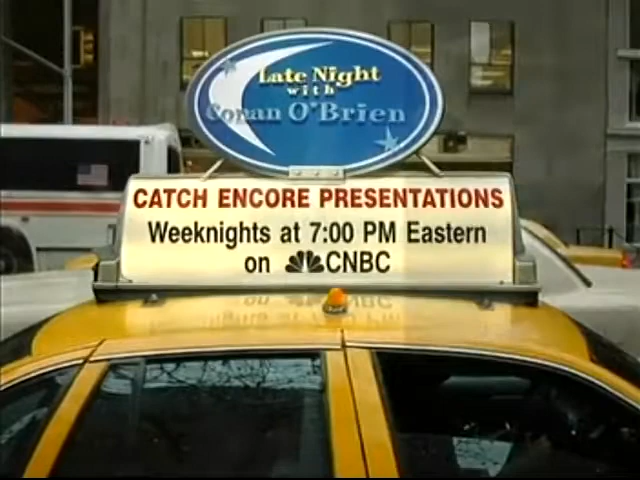 Late Night
with
Conan O'Brien
CATCH ENCORE PRESENTATIONS
Weeknights at 7:00 PM Eastern
on CNBC